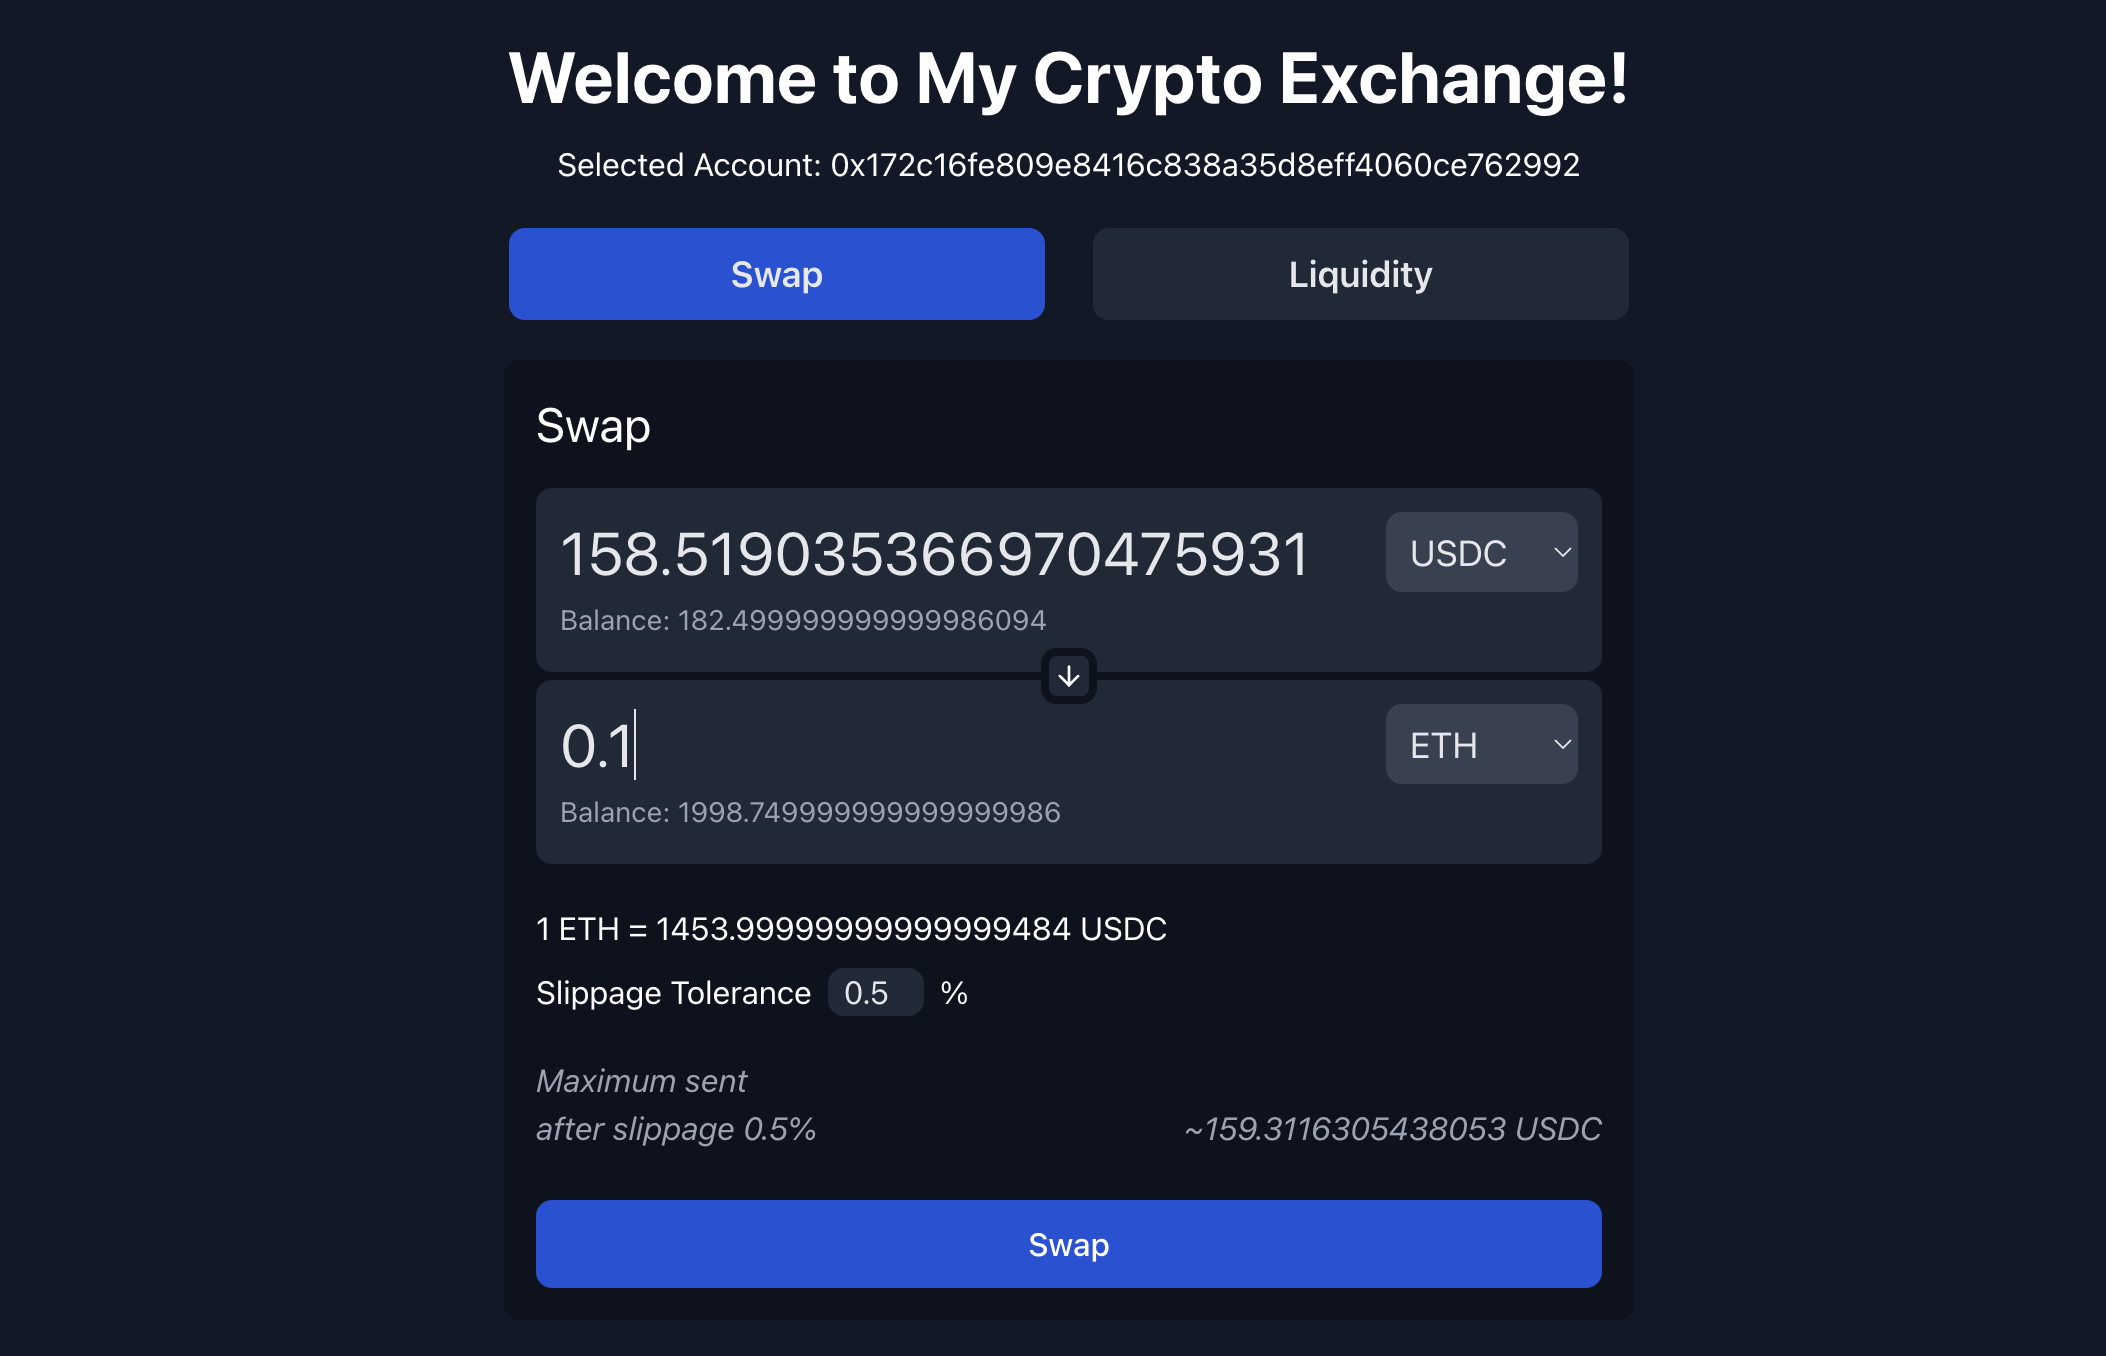 Welcome to My Crypto Exchange!
Selected Account: 0x172c16fe809e8416c838a35d8eff4060ce762992
Swap
Liquidity
Swap
158.5190353666970475931
USDC
Balance: 182.499999999999986094
0.1
ETH
Balance: 1998.749999999999999986
1 ETH = 1453.99999999999999484 USDC
Slippage Tolerance 0.5 %
Maximum sent
after slippage 0.5% ~159.3116305438053 USDC
Swap